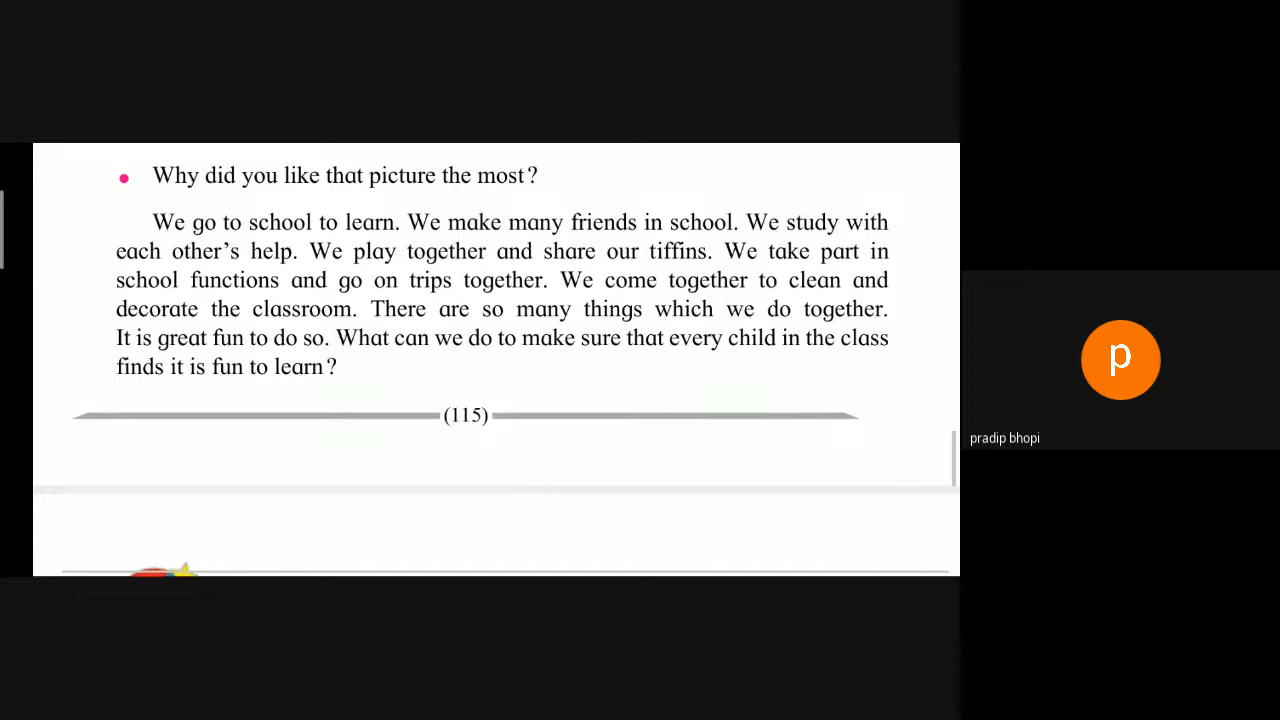 • Why did you like that picture the most?
We go to school to learn. We make many friends in school. We study with
each other’s help. We play together and share our tiffins. We take part in
school functions and go on trips together. We come together to clean and
decorate the classroom. There are so many things which we do together.
It is great fun to do so. What can we do to make sure that every child in the class
finds it is fun to learn?
(115)
p
pradip bhopi